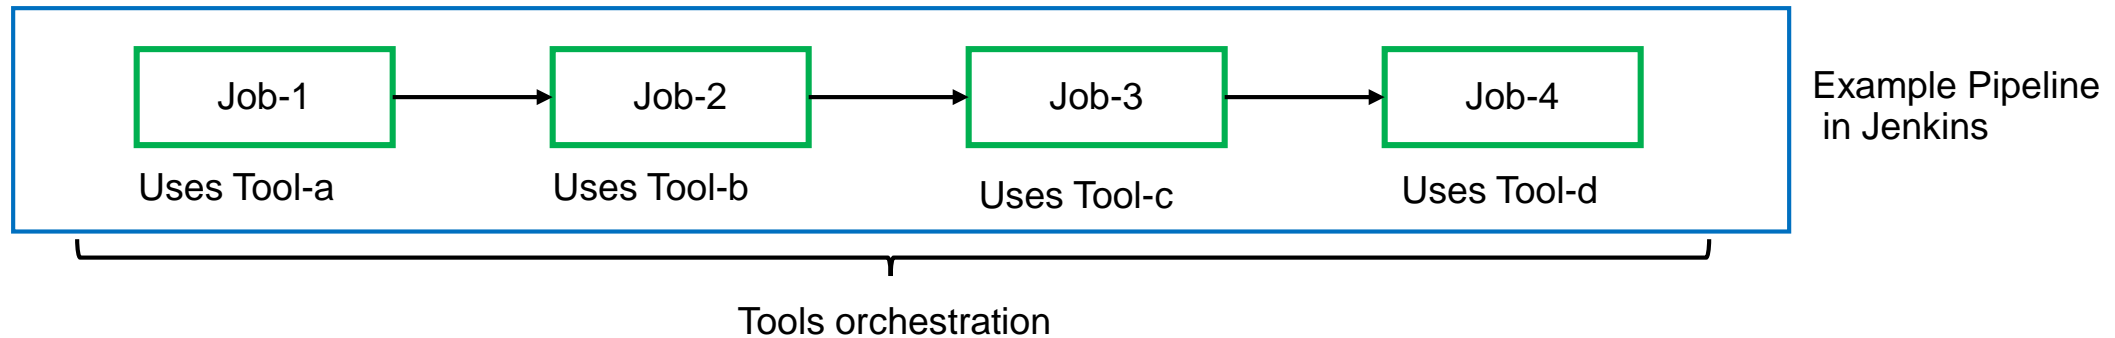 Job-1
Job-2
Job-3
Job-4
Example Pipeline
in Jenkins
Uses Tool-a
Uses Tool-b
Uses Tool-c
Uses Tool-d
Tools orchestration